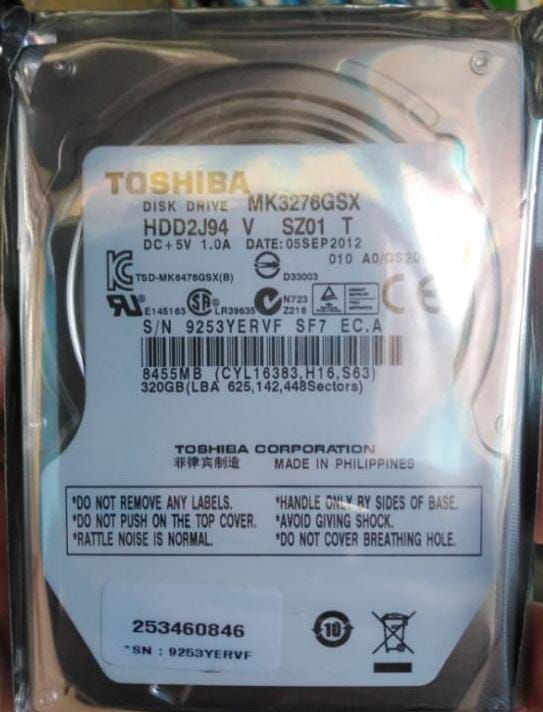 TOSHIBA
DISK DRIVE MK3276GSX
HDD2J94 V SZ01 T
DC+5V 1.0A DATE:05SEP2012
010 A0/GS20
TSD-MK6476GSX(B) D33003
E145163 LR39635 N723
Z216
CE
S/N 9253YERVF SF7 EC.A
8455MB (CYL16383,H16,S63)
320GB(LBA 625,142,448Sectors)
TOSHIBA CORPORATION
菲律宾制造 MADE IN PHILIPPINES
*DO NOT REMOVE ANY LABELS. *HANDLE ONLY BY SIDES OF BASE.
*DO NOT PUSH ON THE TOP COVER. *AVOID GIVING SHOCK.
*RATTLE NOISE IS NORMAL. *DO NOT COVER BREATHING HOLE.
253460846
*SN : 9253YERVF
10